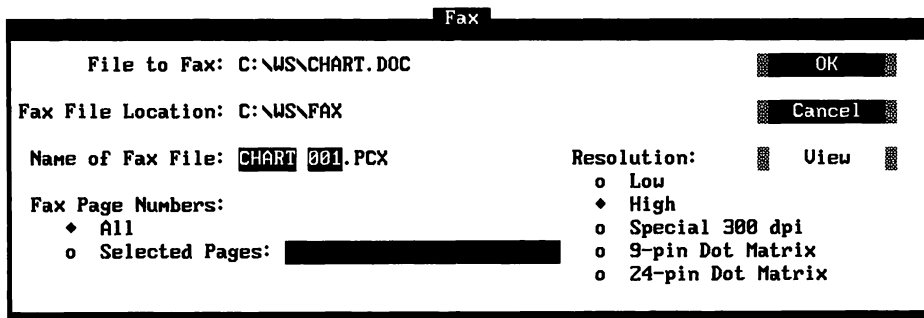 Fax
File to Fax: C:\WS\CHART.DOC OK
Fax File Location: C:\WS\FAX Cancel
Name of Fax File: CHART 001.PCX Resolution: View
o Low
Fax Page Numbers: ♦ High
♦ All o Special 300 dpi
o Selected Pages: o 9-pin Dot Matrix
o 24-pin Dot Matrix